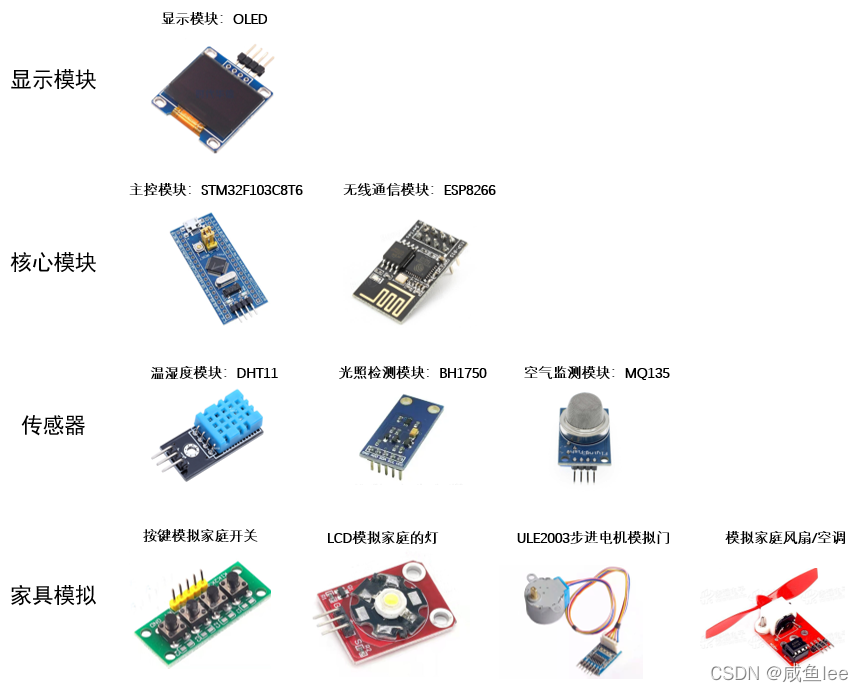 显示模块：OLED
显示模块
主控模块：STM32F103C8T6
无线通信模块：ESP8266
核心模块
温湿度模块：DHT11
光照检测模块：BH1750
空气监测模块：MQ135
传感器
按键模拟家庭开关
LCD模拟家庭的灯
ULE2003步进电机模拟门
模拟家庭风扇/空调
家具模拟
CSDN @咸鱼lee